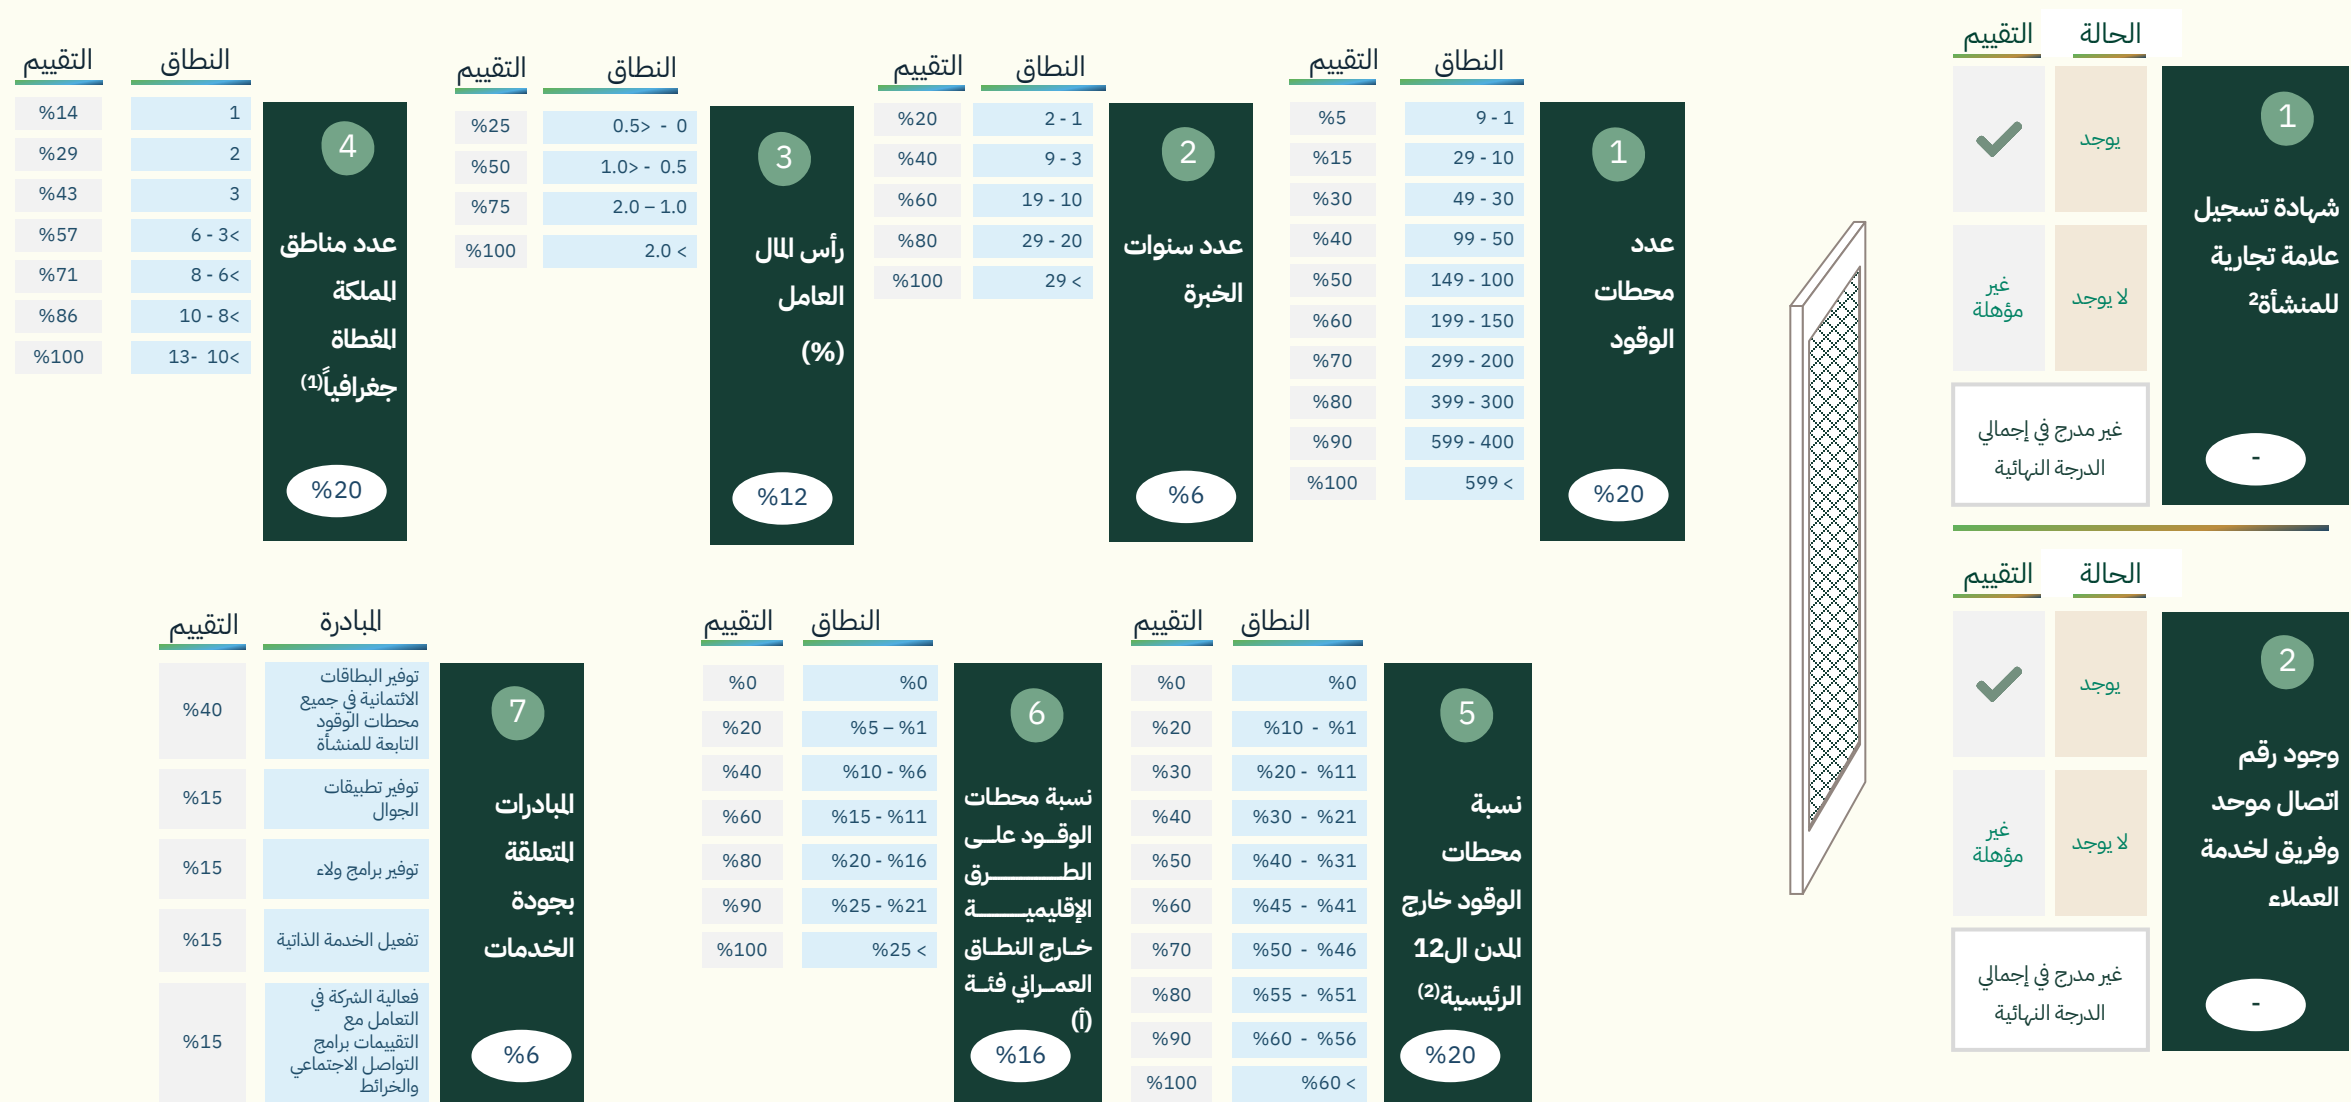 الحالة التقييم
1
شهادة تسجيل
علامة تجارية
للمنشأة2
-
يوجد
لا يوجد غير
مؤهلة
غير مدرج في إجمالي
الدرجة النهائية
الحالة التقييم
2
وجود رقم
اتصال موحد
وفريق لخدمة
العملاء
-
يوجد
لا يوجد غير
مؤهلة
غير مدرج في إجمالي
الدرجة النهائية
1
عدد
محطات
الوقود
%20
النطاق التقييم
1 - 9 %5
10 - 29 %15
30 - 49 %30
50 - 99 %40
100 - 149 %50
150 - 199 %60
200 - 299 %70
300 - 399 %80
400 - 599 %90
> 599 %100
2
عدد سنوات
الخبرة
%6
النطاق التقييم
1 - 2 %20
3 - 9 %40
10 - 19 %60
20 - 29 %80
> 29 %100
3
رأس المال
العامل
(%)
%12
النطاق التقييم
0 - <0.5 %25
0.5 - <1.0 %50
1.0 – 2.0 %75
> 2.0 %100
4
عدد مناطق
المملكة
المغطاة
جغرافياً(1)
%20
النطاق التقييم
1 %14
2 %29
3 %43
>3 - 6 %57
>6 - 8 %71
>8 - 10 %86
>10 -13 %100
5
نسبة
محطات
الوقود خارج
المدن ال12
الرئيسية(2)
%20
النطاق التقييم
%0 %0
%1 - %10 %20
%11 - %20 %30
%21 - %30 %40
%31 - %40 %50
%41 - %45 %60
%46 - %50 %70
%51 - %55 %80
%56 - %60 %90
> %60 %100
6
نسبة محطات
الوقود على
الطرق
الإقليمية
خارج النطاق
العمراني فئة
(أ)
%16
النطاق التقييم
%0 %0
%1 – %5 %20
%6 - %10 %40
%11 - %15 %60
%16 - %20 %80
%21 - %25 %90
> %25 %100
7
المبادرات
المتعلقة
بجودة
الخدمات
%6
المبادرة التقييم
توفير البطاقات
الائتمانية في جميع
محطات الوقود
التابعة للمنشأة
%40
توفير تطبيقات
الجوال
%15
توفير برامج ولاء %15
تفعيل الخدمة الذاتية %15
فعالية الشركة في
التعامل مع
التقييمات برامج
التواصل الاجتماعي
والخرائط
%15